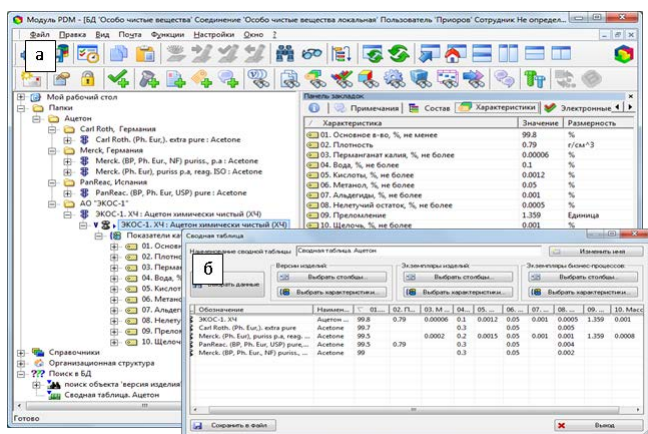 Модуль PDM - [БД 'Особо чистые вещества' Соединение 'Особо чистые вещества локальная' Пользователь 'Приоров' Сотрудник Не определ...
Файл Правка Вид Почта Функции Настройки Окно ?
а
Мой рабочий стол
Папки
Ацетон
Carl Roth, Германия
Carl Roth. (Ph. Eur,). extra pure : Acetone
Merck, Германия
Merck. (BP, Ph. Eur., NF) puriss., p.a : Acetone
Merck. (Ph. Eur), puriss p.a, reag. ISO : Acetone
PanReac, Испания
PanReac. (BP, Ph. Eur, USP) pure : Acetone
АО "ЭКОС-1"
ЭКОС-1. ХЧ : Ацетон химически чистый (ХЧ)
ЭКОС-1. ХЧ : Ацетон химически чистый (ХЧ)
Показатели ка
01. Основн
02. Плотно
03. Перман
04. Вода, %
05. Кислот
06. Метано
07. Альдег
08. Нелету
09. Прелом
10. Щелочь
Справочники
Организационная структура
Поиск в БД
поиск объекта 'версия изделия'
Сводная таблица. Ацетон
Готово
Панель закладок
Примечания Состав Характеристики Электронные
/ Характеристика Значение Размерность
01. Основное в-во, %, не менее 99.8 %
02. Плотность 0.79 г/см^3
03. Перманганат калия, %, не более 0.00006 %
04. Вода, %, не более 0.1 %
05. Кислоты, %, не более 0.0012 %
06. Метанол, %, не более 0.05 %
07. Альдегиды, %, не более 0.001 %
08. Нелетучий остаток, %, не более 0.0005 %
09. Преломление 1.359 Единица
10. Щелочь, %, не более 0.001 %
Сводная таблица
б
Наименование сводной таблицы Сводная таблица. Ацетон Изменить имя
Версии изделий: Экземпляры изделий: Экземпляры бизнес-процессов:
Выбрать данные Выбрать столбцы... Выбрать столбцы... Выбрать столбцы...
Выбрать характеристики... Выбрать характеристики... Выбрать характеристики...
Обозначение Наимен... 01.... 02. П... 03. М ... 04... 05. ... 06. ... 07. ... 08. ... 09. ... 10. Масс
ЭКОС-1. ХЧ Ацетон ... 99.8 0.79 0.00006 0.1 0.0012 0.05 0.001 0.0005 1.359 0.001
Carl Roth. (Ph. Eur,). extra pure Acetone 99.7 0.3 0.05 0.005
Merck. (Ph. Eur), puriss p.a, reag. ... Acetone 99.5 0.0002 0.2 0.0015 0.05 0.001 0.001 1.359 0.0008
PanReac. (BP, Ph. Eur, USP) pure, ... Acetone 99.5 0.79 0.3 0.05 0.004
Merck. (BP, Ph. Eur., NF) puriss., ... Acetone 99 0.3 0.05 0.002
Сохранить в файл Выход